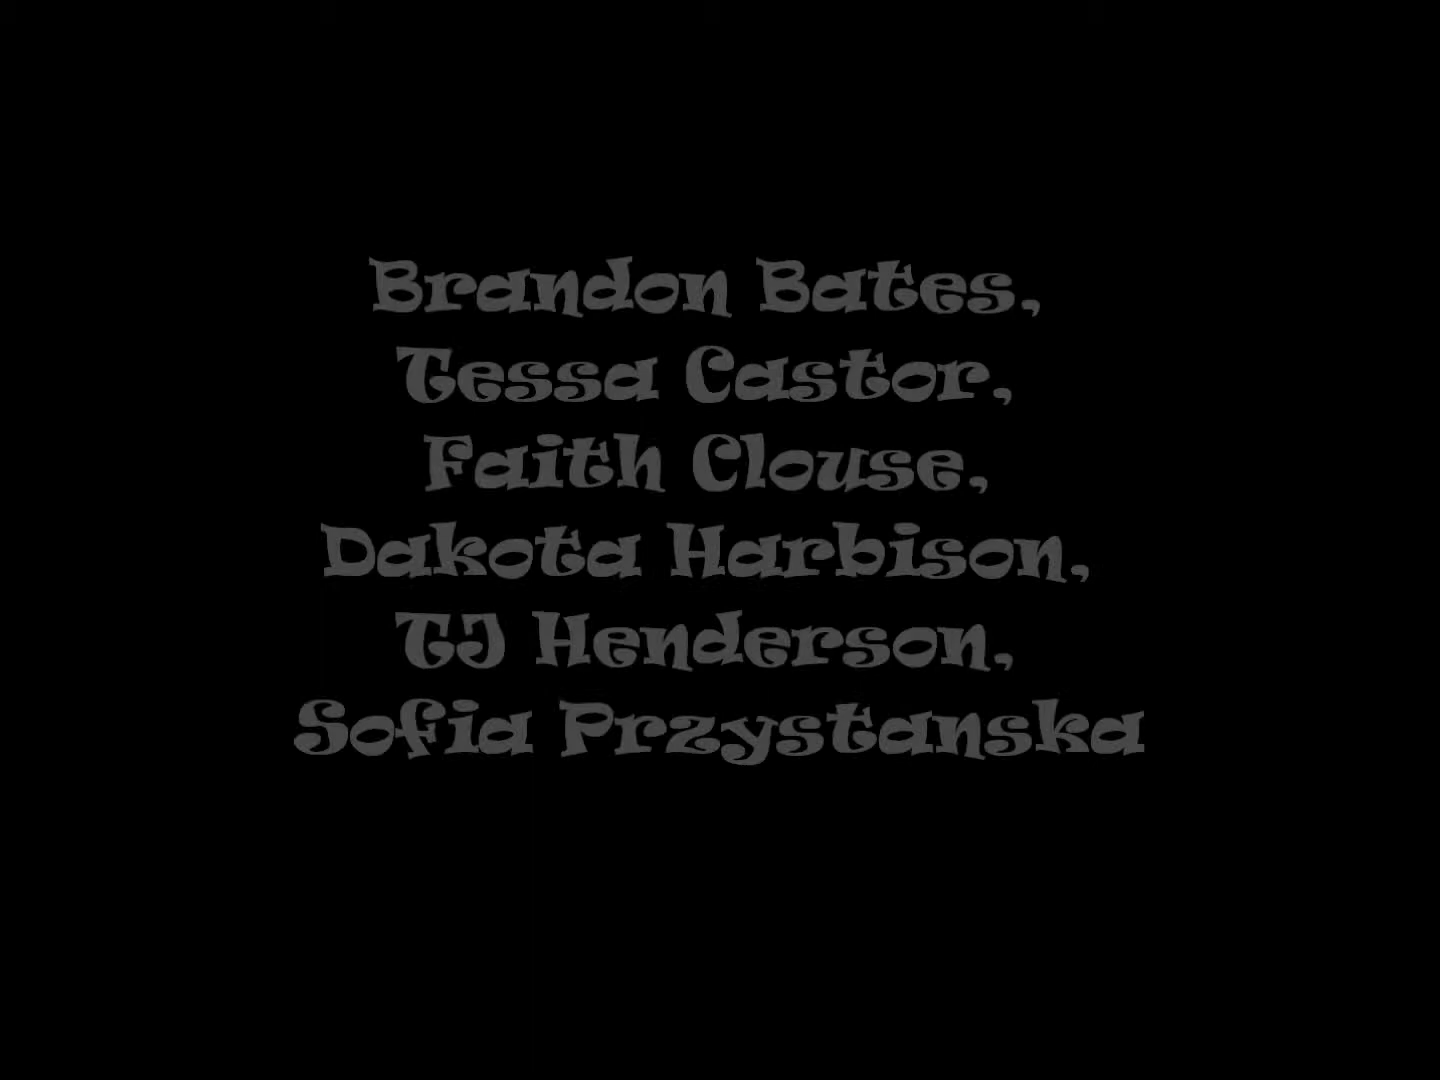 Brandon Bates,
Tessa Castor,
Faith Clouse,
Dakota Harbison,
TJ Henderson,
Sofia Przystanska